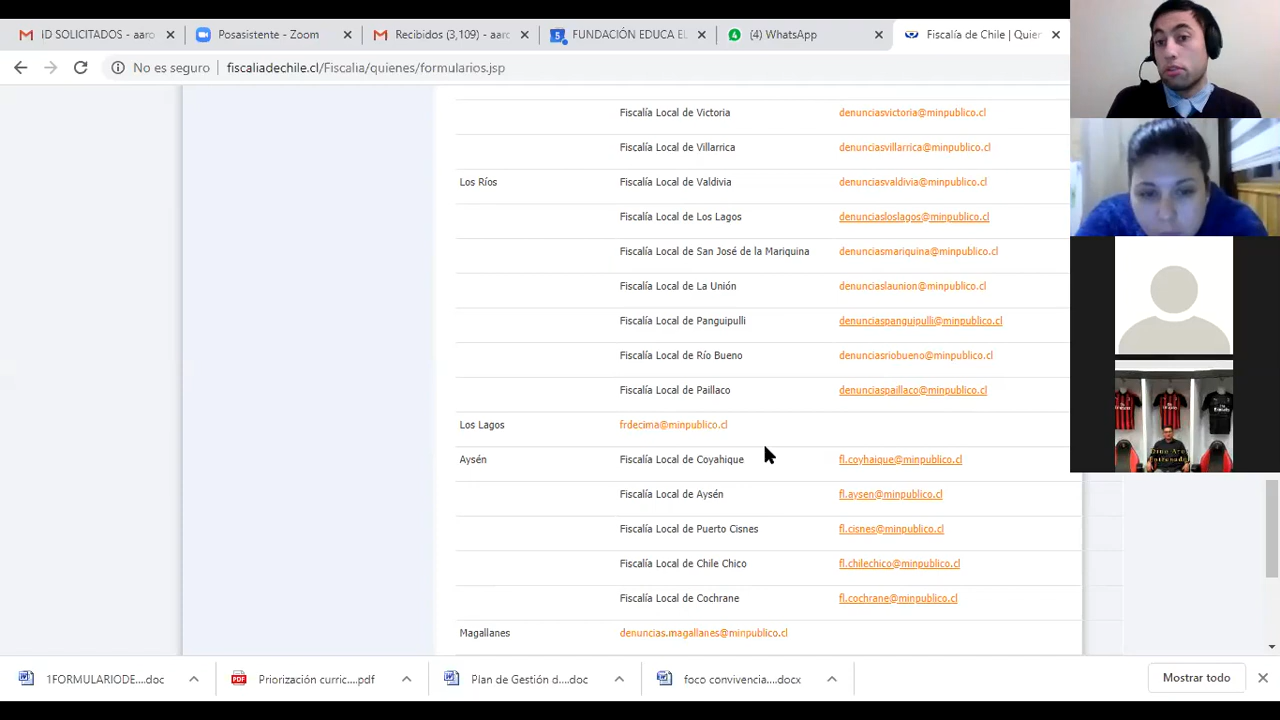 ID SOLICITADOS - aaro
Posasistente - Zoom
Recibidos (3,109) - aaro
FUNDACIÓN EDUCA EL
(4) WhatsApp
Fiscalía de Chile | Quien
No es seguro
fiscaliadechile.cl/Fiscalia/quienes/formularios.jsp
Fiscalía Local de Victoria denunciasvictoria@minpublico.cl
Fiscalía Local de Villarrica denunciasvillarrica@minpublico.cl
Los Ríos Fiscalía Local de Valdivia denunciasvaldivia@minpublico.cl
Fiscalía Local de Los Lagos denunciasloslagos@minpublico.cl
Fiscalía Local de San José de la Mariquina denunciasmariquina@minpublico.cl
Fiscalía Local de La Unión denunciaslaunion@minpublico.cl
Fiscalía Local de Panguipulli denunciaspanguipulli@minpublico.cl
Fiscalía Local de Río Bueno denunciasriobueno@minpublico.cl
Fiscalía Local de Paillaco denunciaspaillaco@minpublico.cl
Los Lagos frdecima@minpublico.cl
Aysén Fiscalía Local de Coyahique fl.coyhaique@minpublico.cl
Fiscalía Local de Aysén fl.aysen@minpublico.cl
Fiscalía Local de Puerto Cisnes fl.cisnes@minpublico.cl
Fiscalía Local de Chile Chico fl.chilechico@minpublico.cl
Fiscalía Local de Cochrane fl.cochrane@minpublico.cl
Magallanes denuncias.magallanes@minpublico.cl
1FORMULARIODE....doc
Priorización curric....pdf
Plan de Gestión d....doc
foco convivencia....docx
Mostrar todo